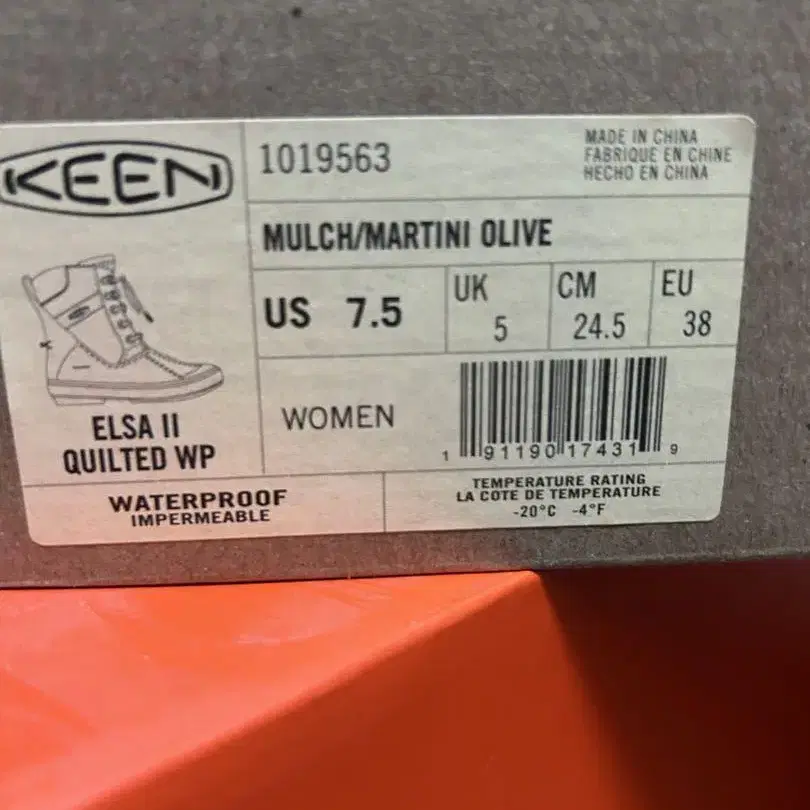 KEEN
1019563
MADE IN CHINA
FABRIQUE EN CHINE
HECHO EN CHINA
MULCH/MARTINI OLIVE
US 7.5
UK
5
CM
24.5
EU
38
ELSA II
QUILTED WP
WOMEN
1 91190 17431 9
WATERPROOF
IMPERMEABLE
TEMPERATURE RATING
LA COTE DE TEMPERATURE
-20°C -4°F